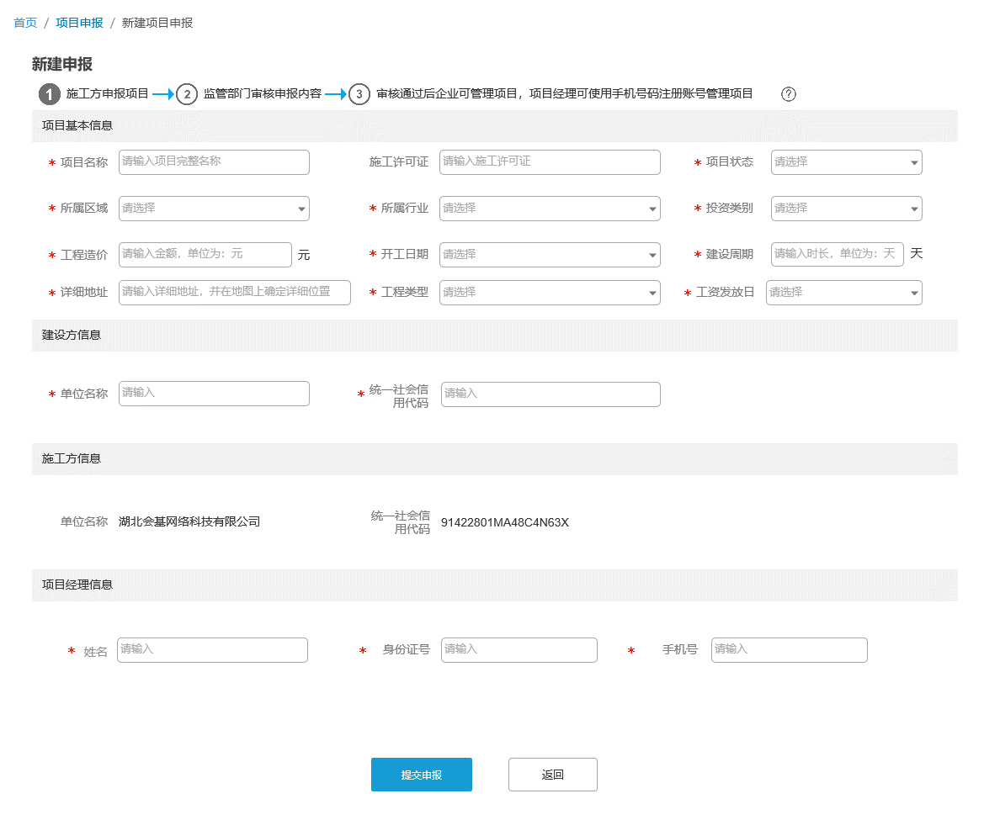 首页 / 项目申报 / 新建项目申报
新建申报
1 施工方申报项目 2 监管部门审核申报内容 3 审核通过后企业可管理项目，项目经理可使用手机号码注册账号管理项目 ?
项目基本信息
* 项目名称 请输入项目完整名称 施工许可证 请输入施工许可证 * 项目状态 请选择
* 所属区域 请选择 * 所属行业 请选择 * 投资类别 请选择
* 工程造价 请输入金额，单位为：元 元 * 开工日期 请选择 * 建设周期 请输入时长，单位为：天 天
* 详细地址 请输入详细地址，并在地图上确定详细位置 * 工程类型 请选择 * 工资发放日 请选择
建设方信息
* 单位名称 请输入 * 统一社会信
用代码 请输入
施工方信息
单位名称 湖北会基网络科技有限公司 统一社会信
用代码 91422801MA48C4N63X
项目经理信息
* 姓名 请输入 * 身份证号 请输入 * 手机号 请输入
提交申报 返回